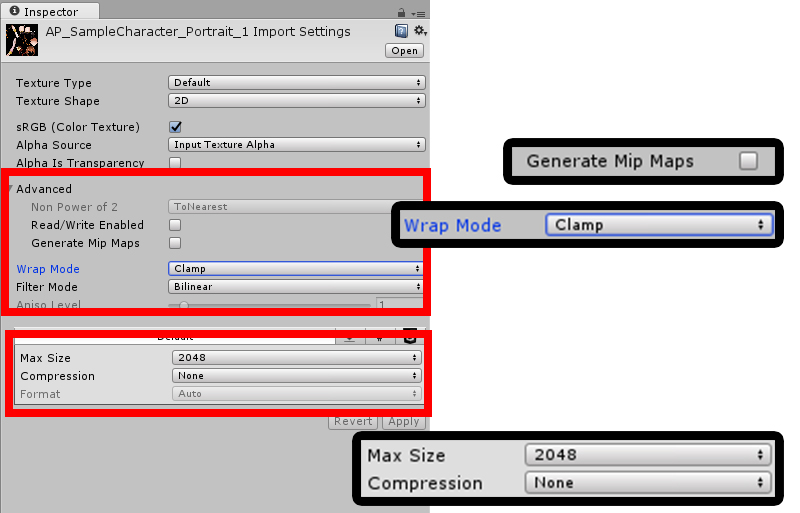 Inspector
AP_SampleCharacter_Portrait_1 Import Settings
Open
Texture Type Default
Texture Shape 2D
sRGB (Color Texture)
Alpha Source Input Texture Alpha
Alpha Is Transparency
Advanced
Non Power of 2 ToNearest
Read/Write Enabled
Generate Mip Maps
Wrap Mode Clamp
Filter Mode Bilinear
Aniso Level 1
Default
Max Size 2048
Compression None
Format Auto
Revert Apply
Generate Mip Maps
Wrap Mode Clamp
Max Size 2048
Compression None